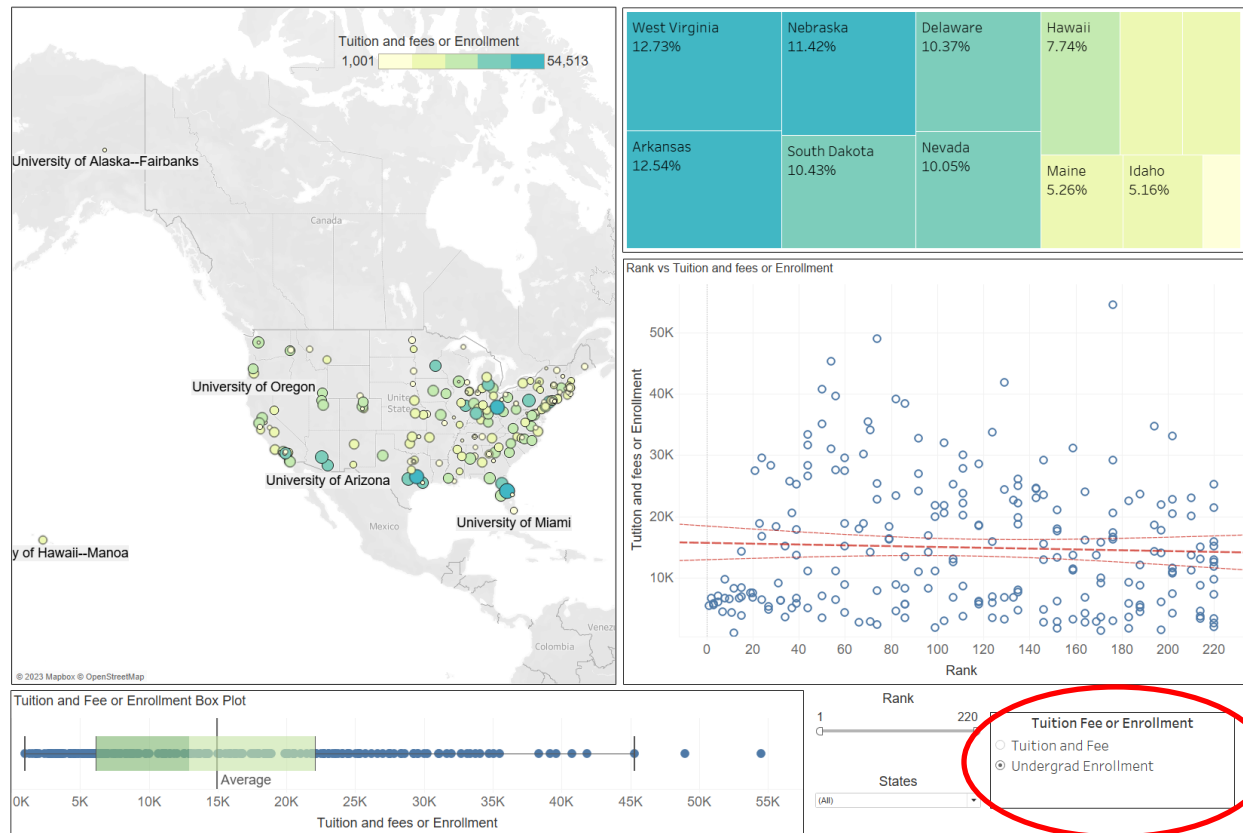 Tuition and fees or Enrollment
1,001
54,513
University of Alaska--Fairbanks
Canada
University of Oregon
United
State
University of Arizona
Mexico
University of Miami
y of Hawaii--Manoa
Venez
Colombia
© 2023 Mapbox © OpenStreetMap
West Virginia
12.73%
Nebraska
11.42%
Delaware
10.37%
Hawaii
7.74%
Arkansas
12.54%
South Dakota
10.43%
Nevada
10.05%
Maine
5.26%
Idaho
5.16%
Rank vs Tuition and fees or Enrollment
Tutiton and fees or Enrollment
50K
40K
30K
20K
10K
0 20 40 60 80 100 120 140 160 180 200 220
Rank
Tuition and Fee or Enrollment Box Plot
Average
0K 5K 10K 15K 20K 25K 30K 35K 40K 45K 50K 55K
Tuition and fees or Enrollment
Rank
1 220
States
(All)
Tuition Fee or Enrollment
Tuition and Fee
Undergrad Enrollment